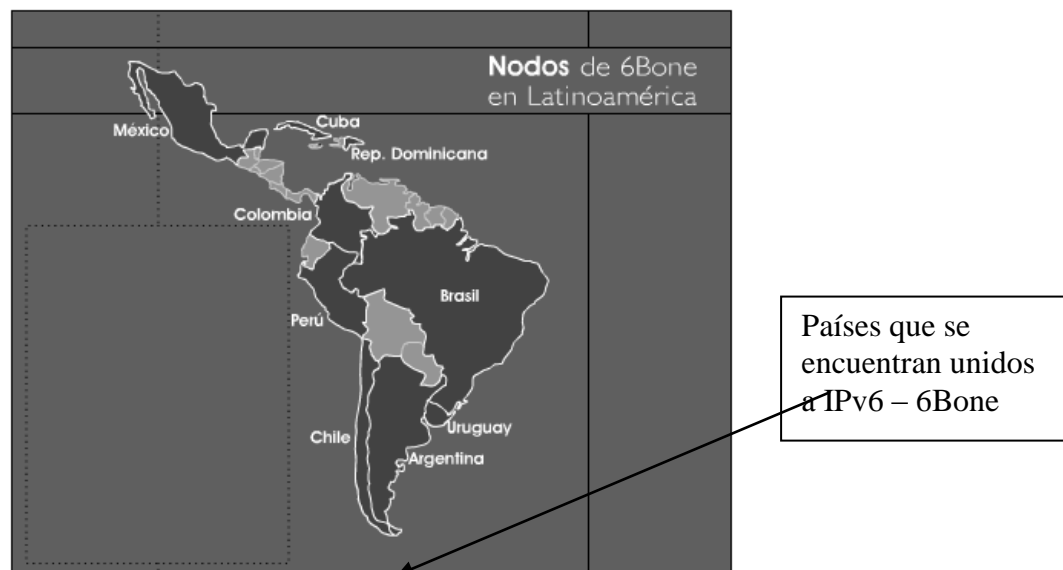 Nodos de 6Bone
en Latinoamérica
México
Cuba
Rep. Dominicana
Colombia
Brasil
Perú
Chile
Uruguay
Argentina
Países que se
encuentran unidos
a IPv6 – 6Bone